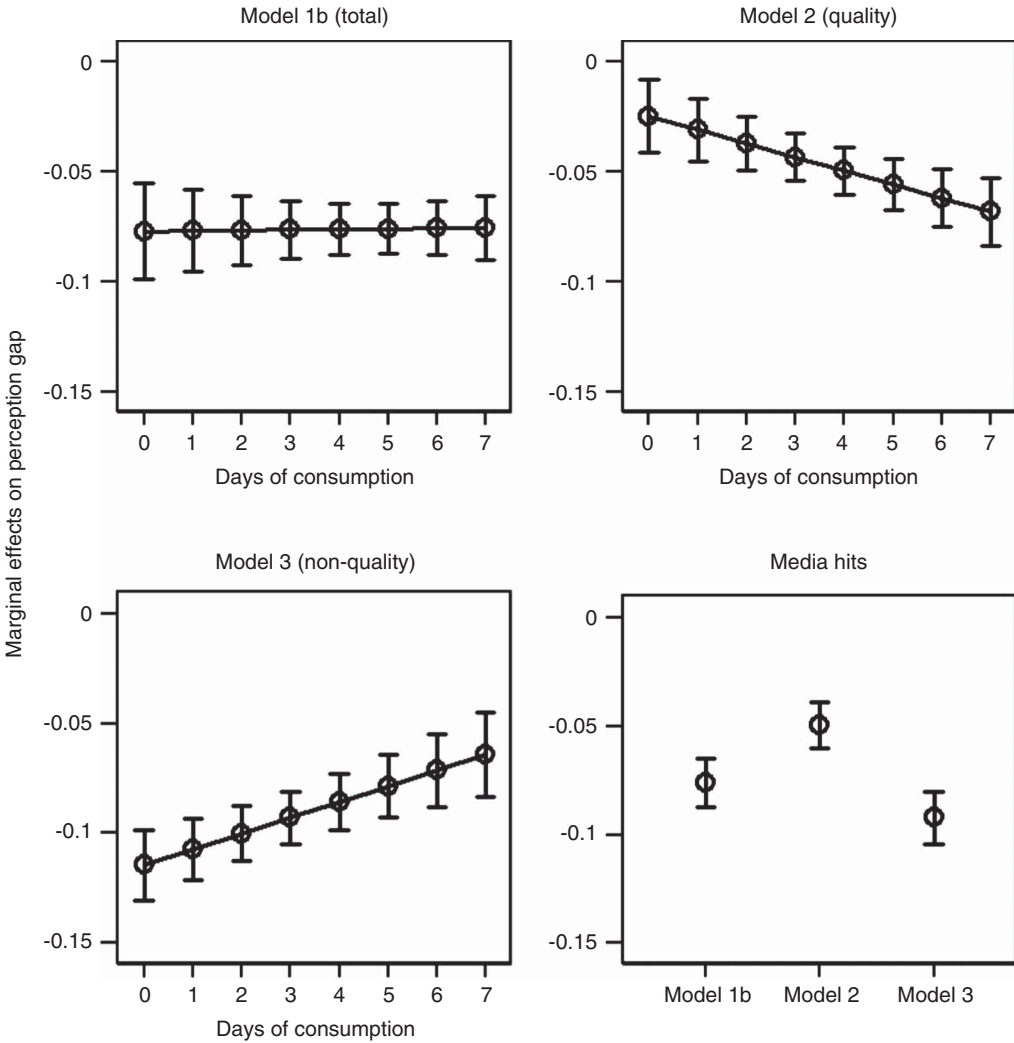 Marginal effects on perception gap
Model 1b (total)
0
-0.05
-0.1
-0.15
0 1 2 3 4 5 6 7
Days of consumption
Model 2 (quality)
0
-0.05
-0.1
-0.15
0 1 2 3 4 5 6 7
Days of consumption
Model 3 (non-quality)
0
-0.05
-0.1
-0.15
0 1 2 3 4 5 6 7
Days of consumption
Media hits
0
-0.05
-0.1
-0.15
Model 1b Model 2 Model 3